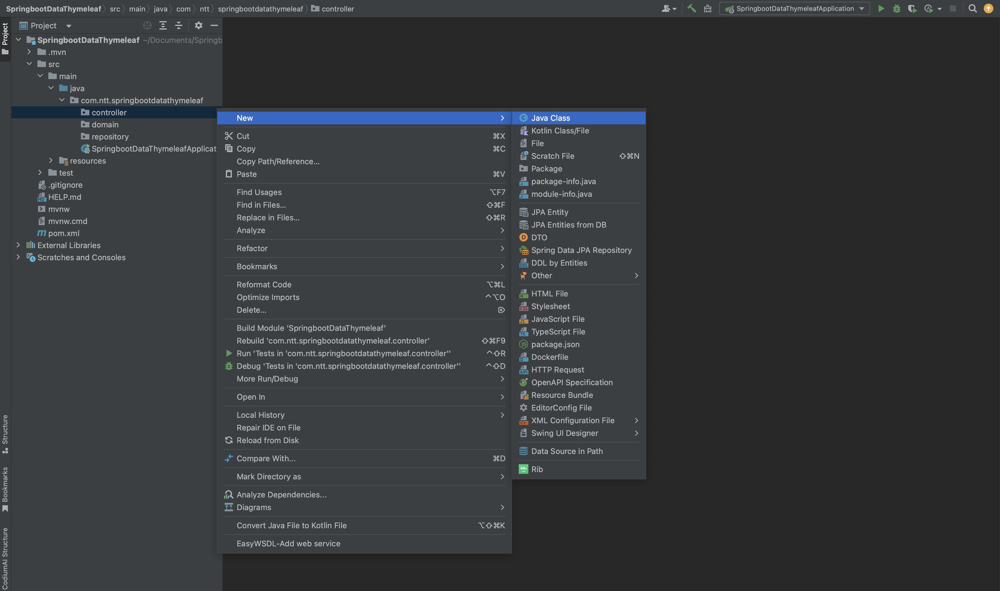 SpringbootDataThymeleaf src main java com ntt springbootdatathymeleaf controller
SpringbootDataThymeleafApplication
Project
Project
SpringbootDataThymeleaf ~/Documents/Springb
.mvn
src
main
java
com.ntt.springbootdatathymeleaf
controller
domain
repository
SpringbootDataThymeleafApplicat
resources
test
.gitignore
HELP.md
mvnw
mvnw.cmd
pom.xml
External Libraries
Scratches and Consoles
Structure
Bookmarks
CodiumAI Structure
New
Cut ⌘X
Copy ⌘C
Copy Path/Reference...
Paste ⌘V
Find Usages ⌥F7
Find in Files... ⇧⌘F
Replace in Files... ⇧⌘R
Analyze
Refactor
Bookmarks
Reformat Code ⌥⌘L
Optimize Imports ^⌥O
Delete... ⌦
Build Module 'SpringbootDataThymeleaf'
Rebuild 'com.ntt.springbootdatathymeleaf.controller' ⇧⌘F9
Run 'Tests in 'com.ntt.springbootdatathymeleaf.controller'' ^⇧R
Debug 'Tests in 'com.ntt.springbootdatathymeleaf.controller'' ^⇧D
More Run/Debug
Open In
Local History
Repair IDE on File
Reload from Disk
Compare With... ⌘D
Mark Directory as
Analyze Dependencies...
Diagrams
Convert Java File to Kotlin File ⌥⇧⌘K
EasyWSDL-Add web service
Java Class
Kotlin Class/File
File
Scratch File ⇧⌘N
Package
package-info.java
module-info.java
JPA Entity
JPA Entities from DB
DTO
Spring Data JPA Repository
DDL by Entities
Other
HTML File
Stylesheet
JavaScript File
TypeScript File
package.json
Dockerfile
HTTP Request
OpenAPI Specification
Resource Bundle
EditorConfig File
XML Configuration File
Swing UI Designer
Data Source in Path
Rib